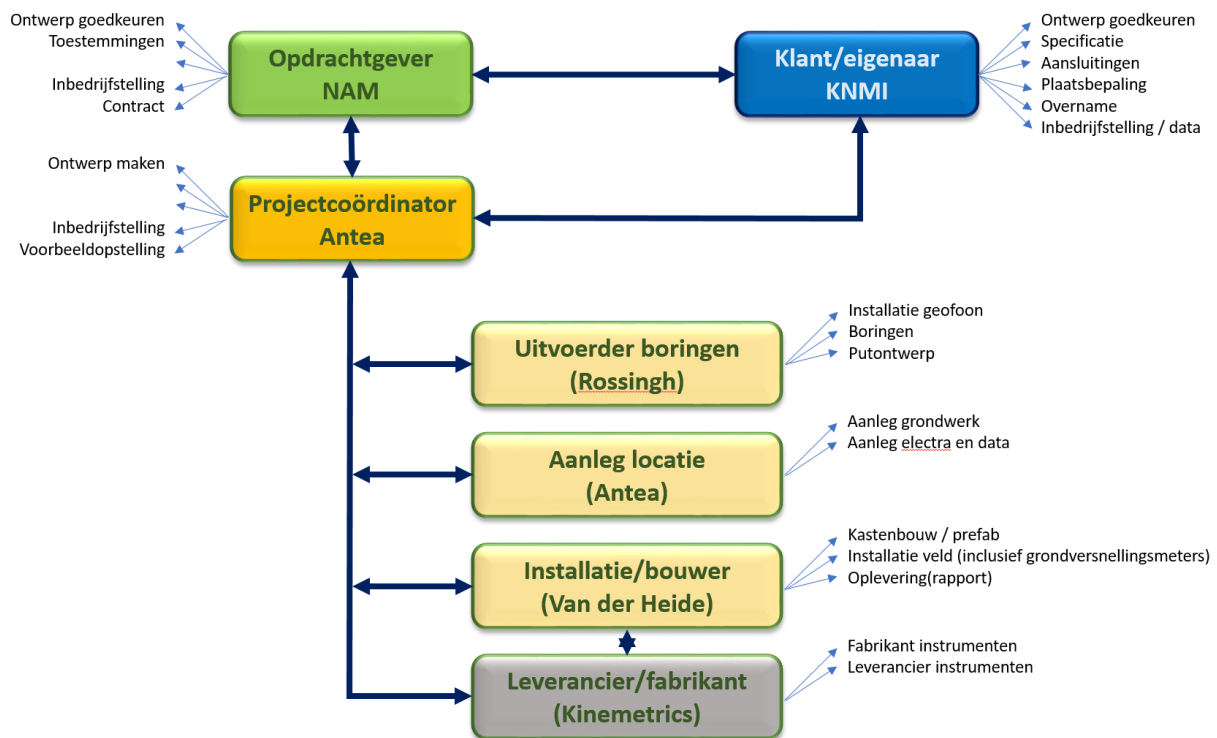 Ontwerp goedkeuren
Toestemmingen
Inbedrijfstelling
Contract
Opdrachtgever
NAM
Klant/eigenaar
KNMI
Ontwerp goedkeuren
Specificatie
Aansluitingen
Plaatsbepaling
Overname
Inbedrijfstelling / data
Ontwerp maken
Inbedrijfstelling
Voorbeeldopstelling
Projectcoördinator
Antea
Uitvoerder boringen
(Rossingh)
Installatie geofoon
Boringen
Putontwerp
Aanleg locatie
(Antea)
Aanleg grondwerk
Aanleg electra en data
Installatie/bouwer
(Van der Heide)
Kastenbouw / prefab
Installatie veld (inclusief grondversnellingsmeters)
Oplevering(rapport)
Leverancier/fabrikant
(Kinemetrics)
Fabrikant instrumenten
Leverancier instrumenten